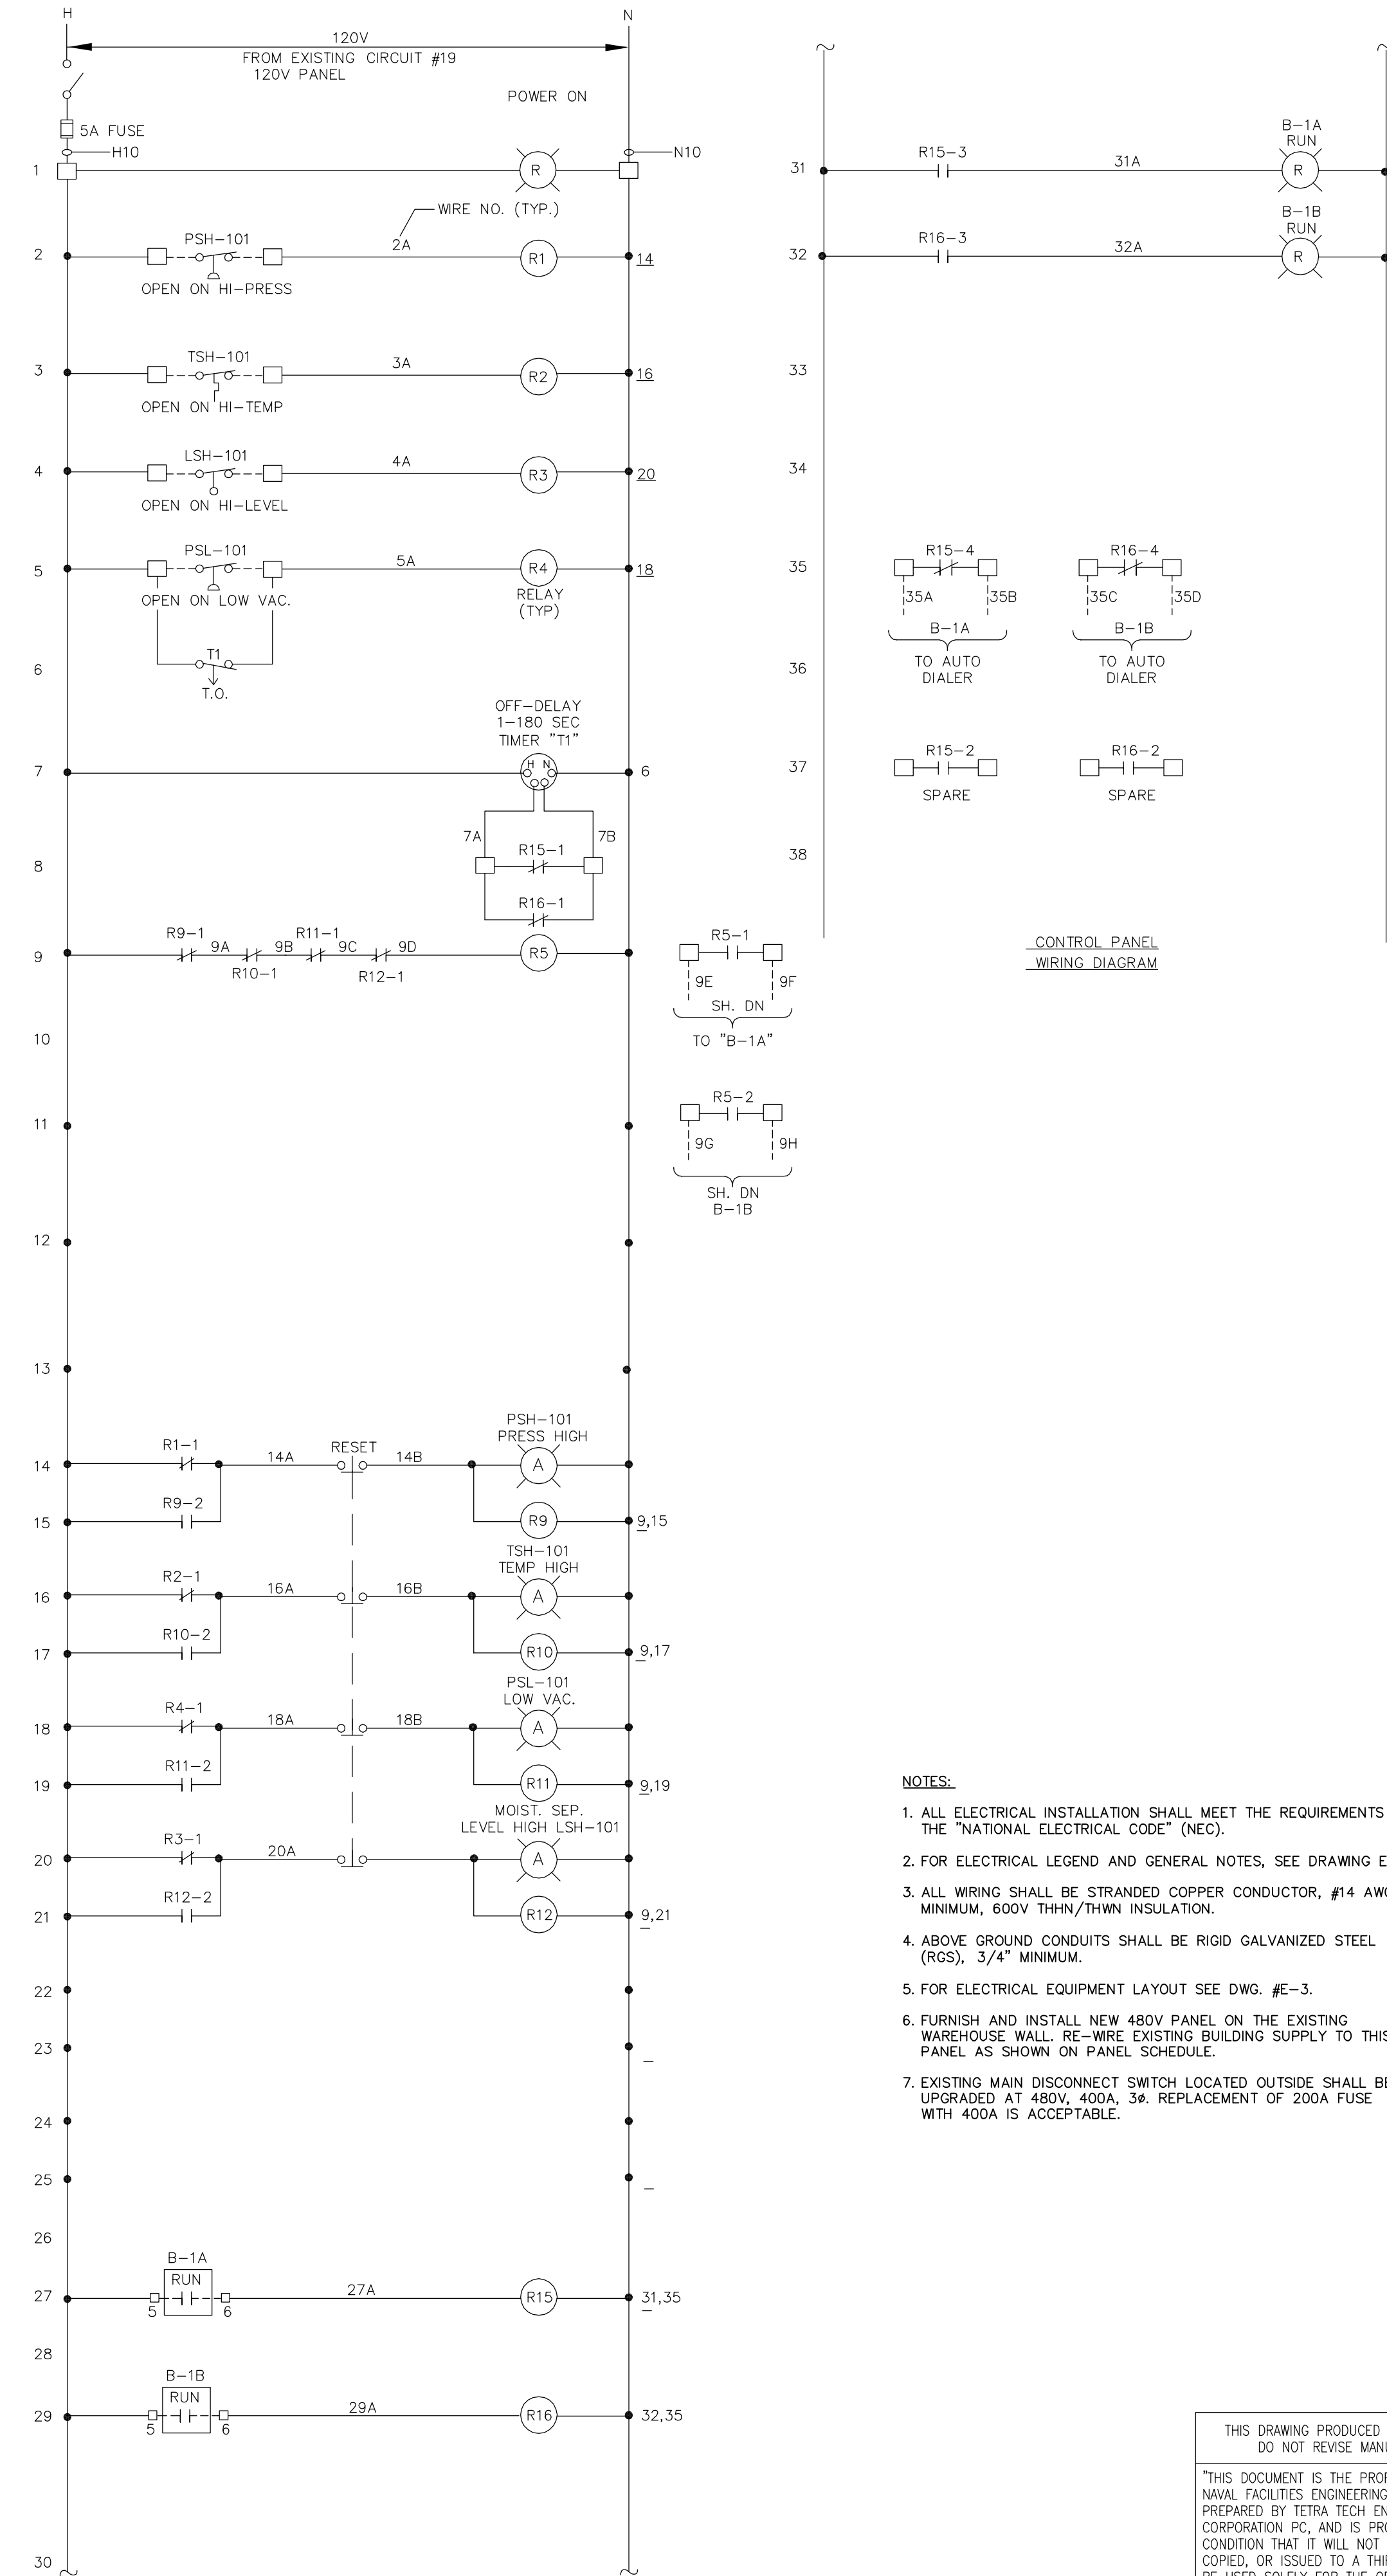 H
N
120V
FROM EXISTING CIRCUIT #19
120V PANEL
POWER ON
5A FUSE
H10
N10
1
R
WIRE NO. (TYP.)
2
PSH-101
2A
R1
14
OPEN ON HI-PRESS
3
TSH-101
3A
R2
16
OPEN ON HI-TEMP
4
LSH-101
4A
R3
20
OPEN ON HI-LEVEL
5
PSL-101
5A
R4
18
OPEN ON LOW VAC.
RELAY
(TYP)
6
T1
T.O.
OFF-DELAY
1-180 SEC
TIMER "T1"
7
H N
6
7A
7B
8
R15-1
R16-1
9
R9-1
9A
9B
R11-1
9C
9D
R10-1
R12-1
R5
R5-1
9E
9F
SH. DN
TO "B-1A"
10
11
R5-2
9G
9H
SH. DN
B-1B
12
13
PSH-101
PRESS HIGH
14
R1-1
14A
RESET
14B
A
15
R9-2
R9
9,15
TSH-101
TEMP HIGH
16
R2-1
16A
16B
A
17
R10-2
R10
9,17
PSL-101
LOW VAC.
18
R4-1
18A
18B
A
19
R11-2
R11
9,19
MOIST. SEP.
LEVEL HIGH LSH-101
20
R3-1
20A
A
21
R12-2
R12
9,21
22
23
24
25
26
B-1A
27
RUN
5
6
27A
R15
31,35
28
B-1B
29
RUN
5
6
29A
R16
32,35
30
31
R15-3
31A
B-1A
RUN
R
32
R16-3
32A
B-1B
RUN
R
33
34
35
R15-4
R16-4
35A
35B
35C
35D
B-1A
B-1B
36
TO AUTO
DIALER
TO AUTO
DIALER
37
R15-2
R16-2
SPARE
SPARE
38
CONTROL PANEL
WIRING DIAGRAM
NOTES:
1. ALL ELECTRICAL INSTALLATION SHALL MEET THE REQUIREMENTS
THE "NATIONAL ELECTRICAL CODE" (NEC).
2. FOR ELECTRICAL LEGEND AND GENERAL NOTES, SEE DRAWING E
3. ALL WIRING SHALL BE STRANDED COPPER CONDUCTOR, #14 AWG
MINIMUM, 600V THHN/THWN INSULATION.
4. ABOVE GROUND CONDUITS SHALL BE RIGID GALVANIZED STEEL
(RGS), 3/4" MINIMUM.
5. FOR ELECTRICAL EQUIPMENT LAYOUT SEE DWG. #E-3.
6. FURNISH AND INSTALL NEW 480V PANEL ON THE EXISTING
WAREHOUSE WALL. RE-WIRE EXISTING BUILDING SUPPLY TO THIS
PANEL AS SHOWN ON PANEL SCHEDULE.
7. EXISTING MAIN DISCONNECT SWITCH LOCATED OUTSIDE SHALL BE
UPGRADED AT 480V, 400A, 3ø. REPLACEMENT OF 200A FUSE
WITH 400A IS ACCEPTABLE.
THIS DRAWING PRODUCED
DO NOT REVISE
"THIS DOCUMENT IS THE
NAVAL FACILITIES ENGINEERING
PREPARED BY TETRA TECH
CORPORATION PC, AND IS
CONDITION THAT IT WILL NOT
COPIED, OR ISSUED TO A